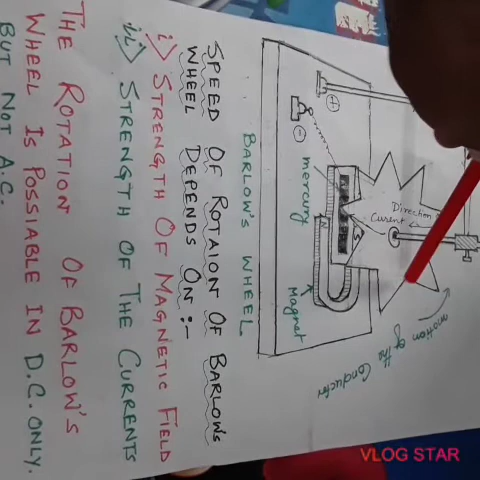 +
−
mercury
Direction
Current
N
S
Magnet
motion of the Conductor
BARLOW'S WHEEL
SPEED OF ROTAION OF BARLOW'S
WHEEL DEPENDS ON :-
i) STRENGTH OF MAGNETIC FIELD
ii) STRENGTH OF THE CURRENTS
THE ROTATION OF BARLOW'S
WHEEL IS POSSIABLE IN D.C. ONLY.
BUT NOT A.C.
VLOG STAR